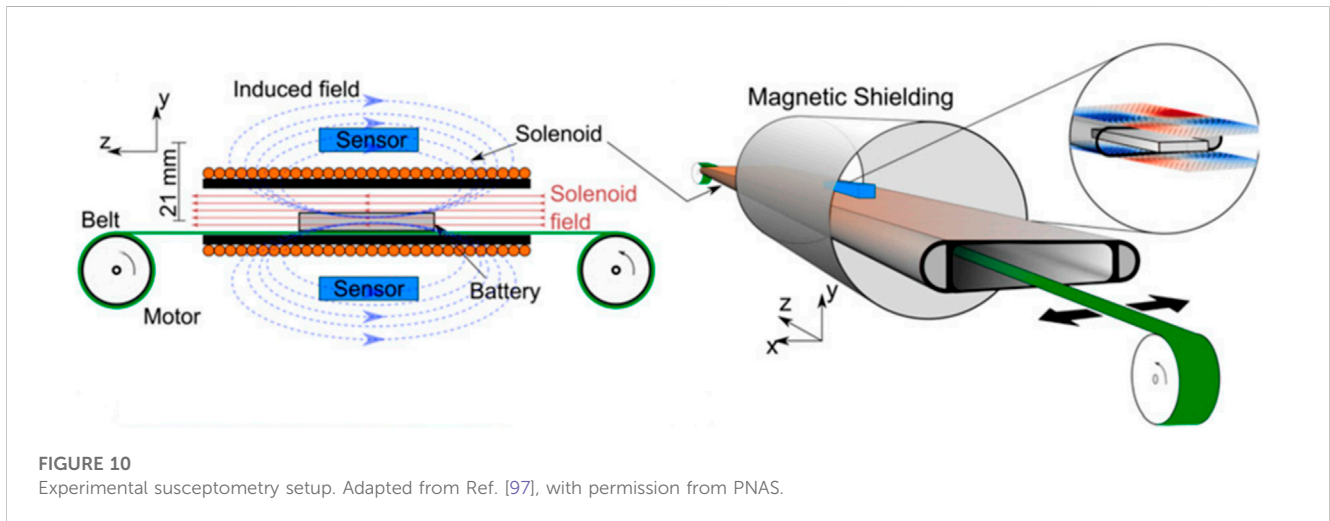 Induced field
y
z
Sensor
Solenoid
21 mm
Solenoid
field
Belt
Sensor
Battery
Motor
Magnetic Shielding
y
z
x
FIGURE 10
Experimental susceptometry setup. Adapted from Ref. [97], with permission from PNAS.